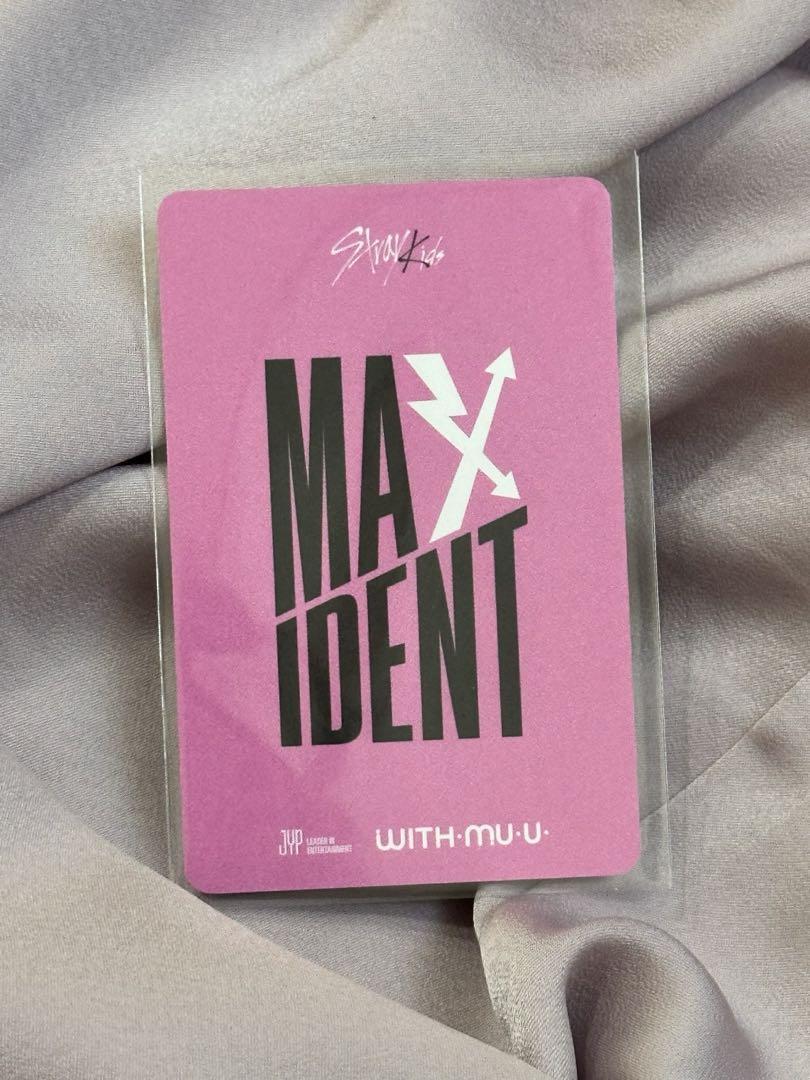 Stray Kids
MAX
IDENT
JYP LEADER IN
ENTERTAINMENT
WITH·MU·U·